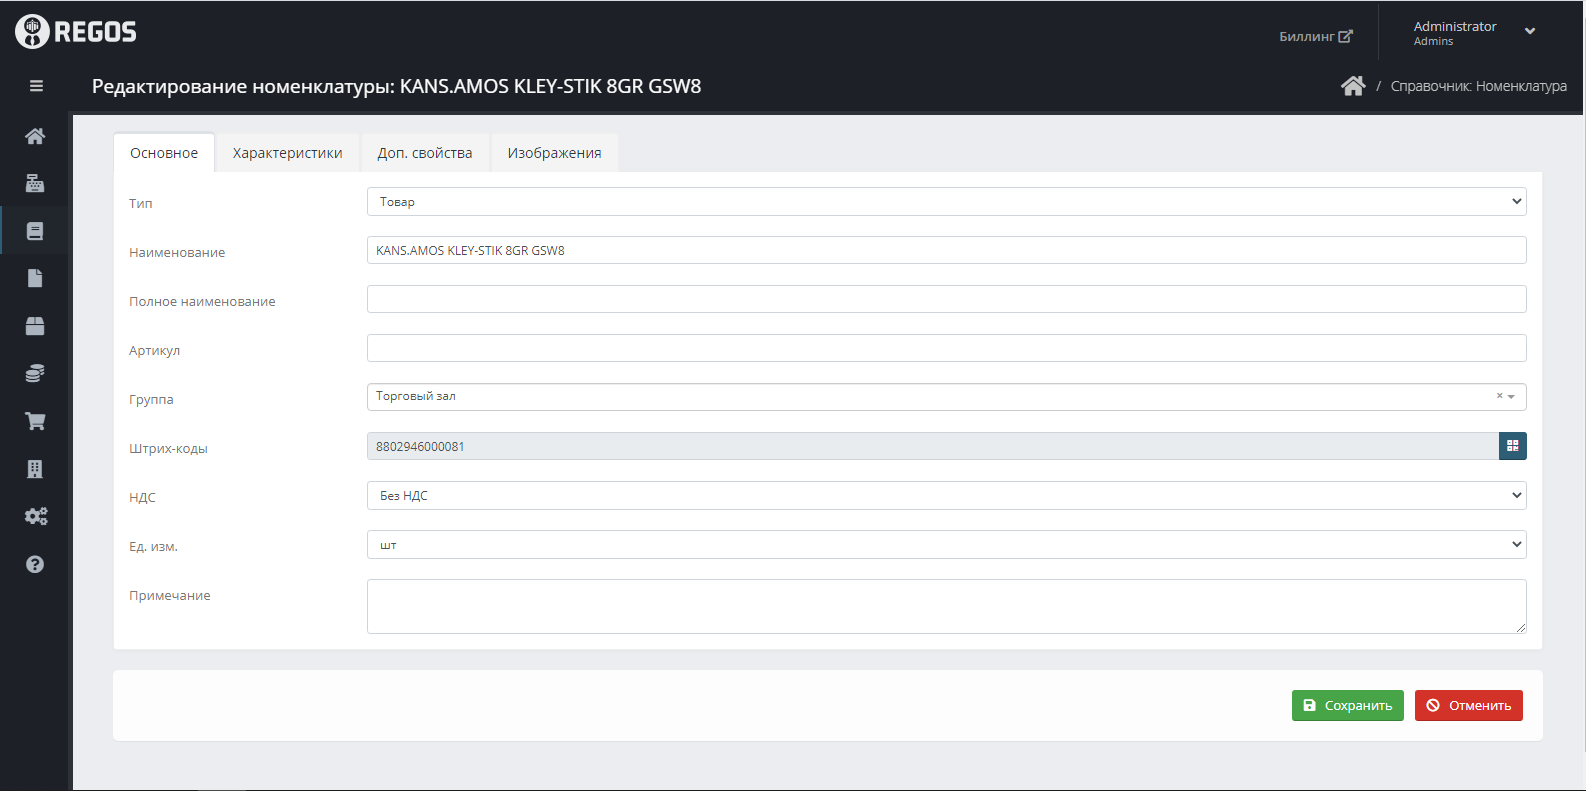 REGOS
Биллинг
Administrator
Admins
Редактирование номенклатуры: KANS.AMOS KLEY-STIK 8GR GSW8
/ Справочник: Номенклатура
Основное Характеристики Доп. свойства Изображения
Тип Товар
Наименование KANS.AMOS KLEY-STIK 8GR GSW8
Полное наименование
Артикул
Группа Торговый зал ×
Штрих-коды 8802946000081
НДС Без НДС
Ед. изм. шт
Примечание
Сохранить Отменить